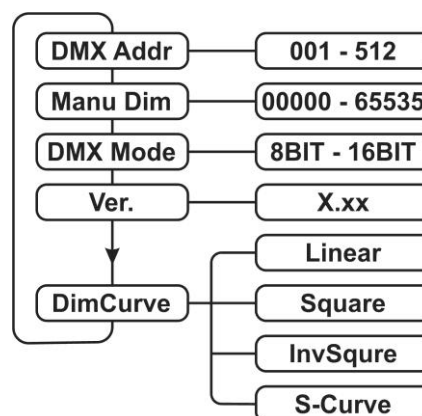 DMX Addr 001 - 512
Manu Dim 00000 - 65535
DMX Mode 8BIT - 16BIT
Ver. X.xx
Linear
DimCurve Square
InvSqure
S-Curve